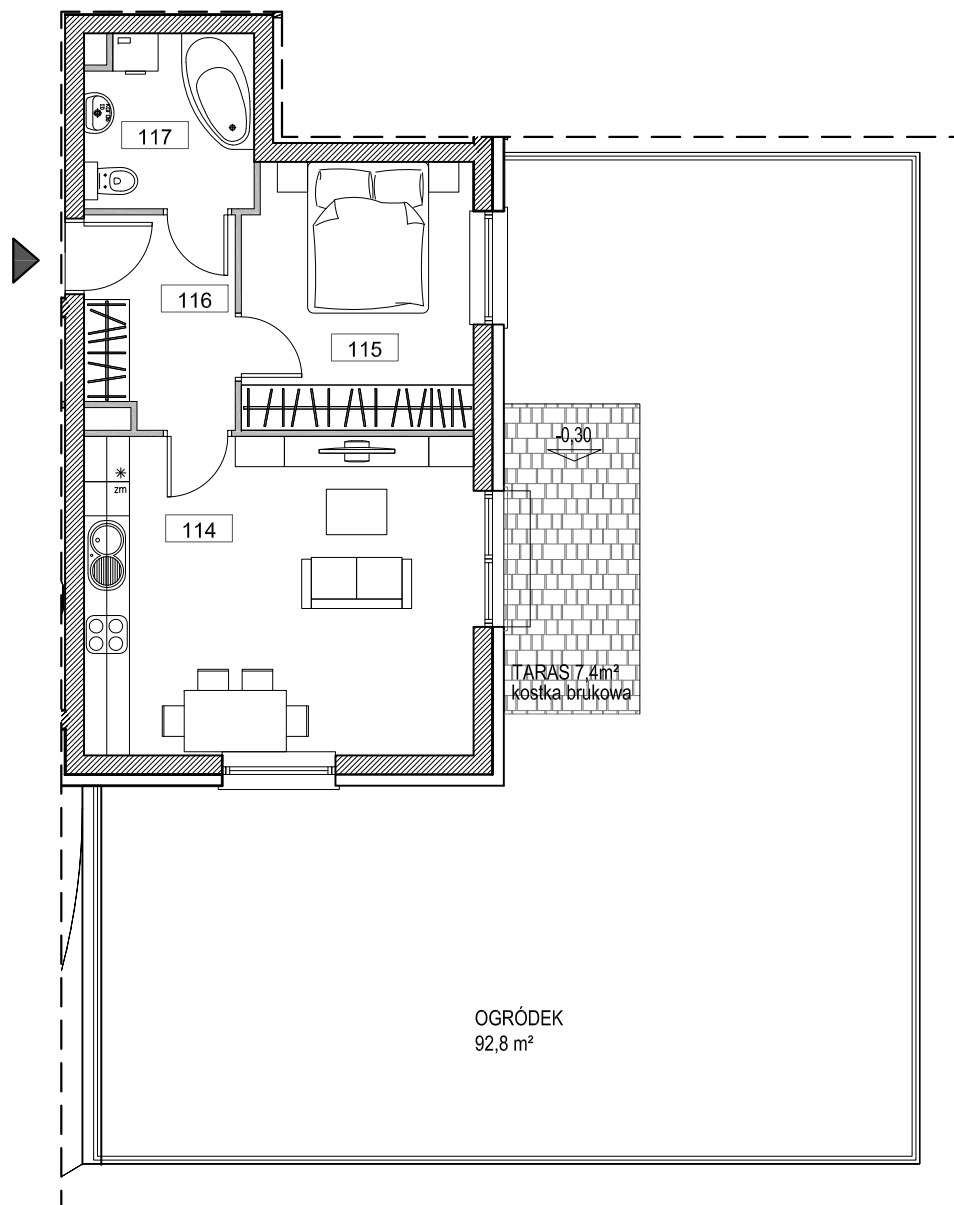 117
116
115
-0,30
zm
114
TARAS 7,4m²
kostka brukowa
OGRÓDEK
92,8 m²